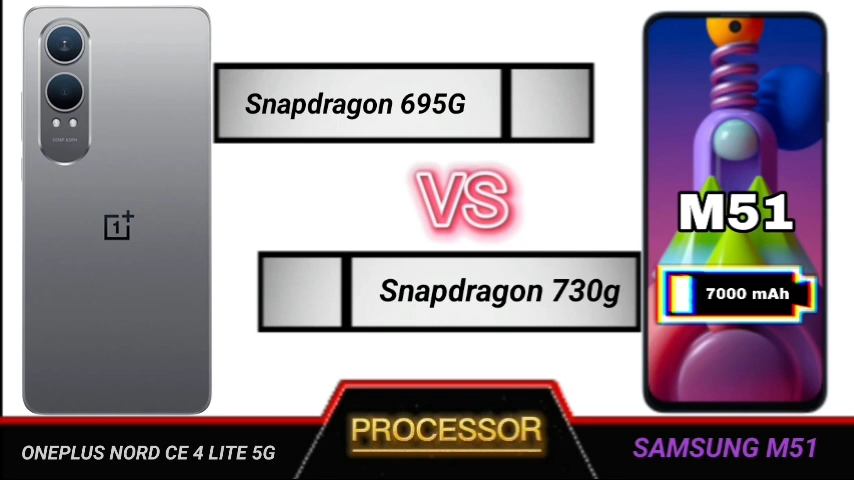 Snapdragon 695G
VS
M51
Snapdragon 730g
7000 mAh
PROCESSOR
ONEPLUS NORD CE 4 LITE 5G
SAMSUNG M51